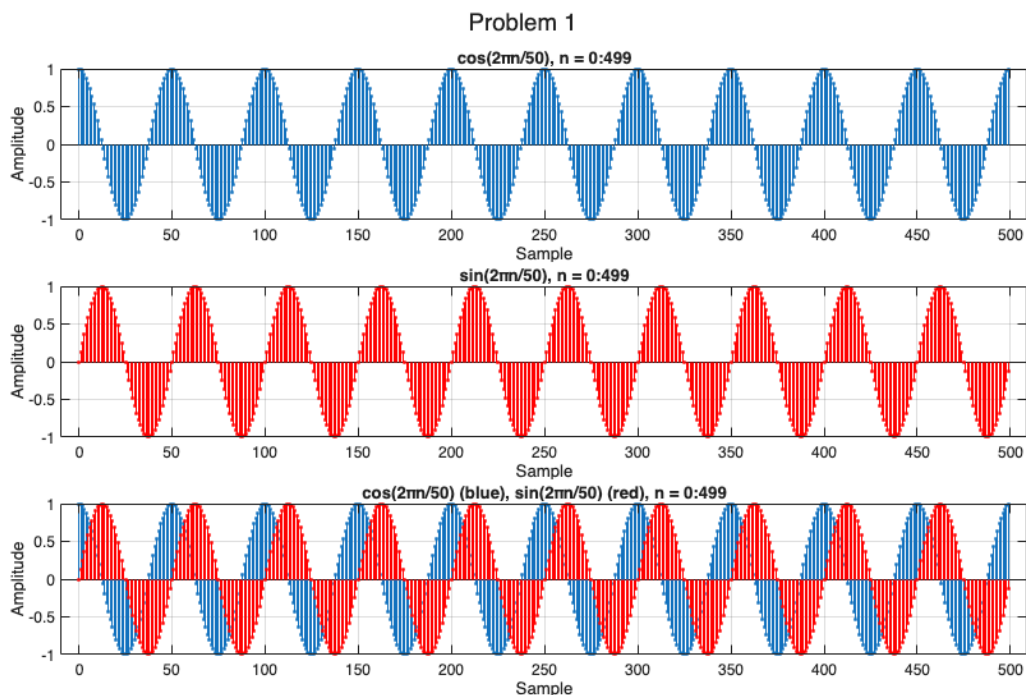 Problem 1
cos(2πn/50), n = 0:499
1
0.5
0
-0.5
-1
Amplitude
0 50 100 150 200 250 300 350 400 450 500
Sample
sin(2πn/50), n = 0:499
1
0.5
0
-0.5
-1
Amplitude
0 50 100 150 200 250 300 350 400 450 500
Sample
cos(2πn/50) (blue), sin(2πn/50) (red), n = 0:499
1
0.5
0
-0.5
-1
Amplitude
0 50 100 150 200 250 300 350 400 450 500
Sample